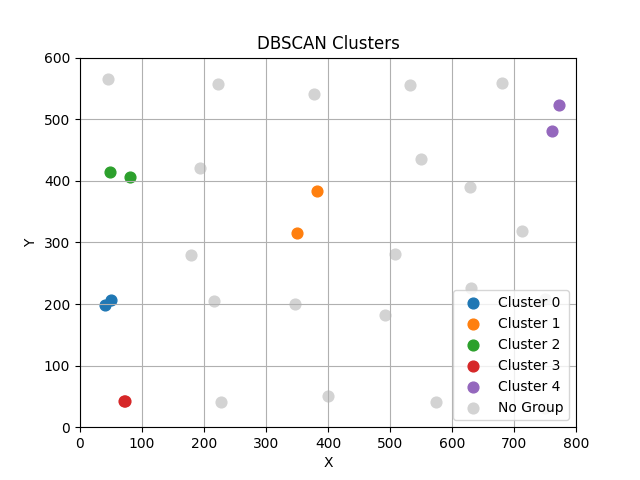 DBSCAN Clusters
600
500
400
300
200
100
0
Y
0 100 200 300 400 500 600 700 800
X
Cluster 0
Cluster 1
Cluster 2
Cluster 3
Cluster 4
No Group